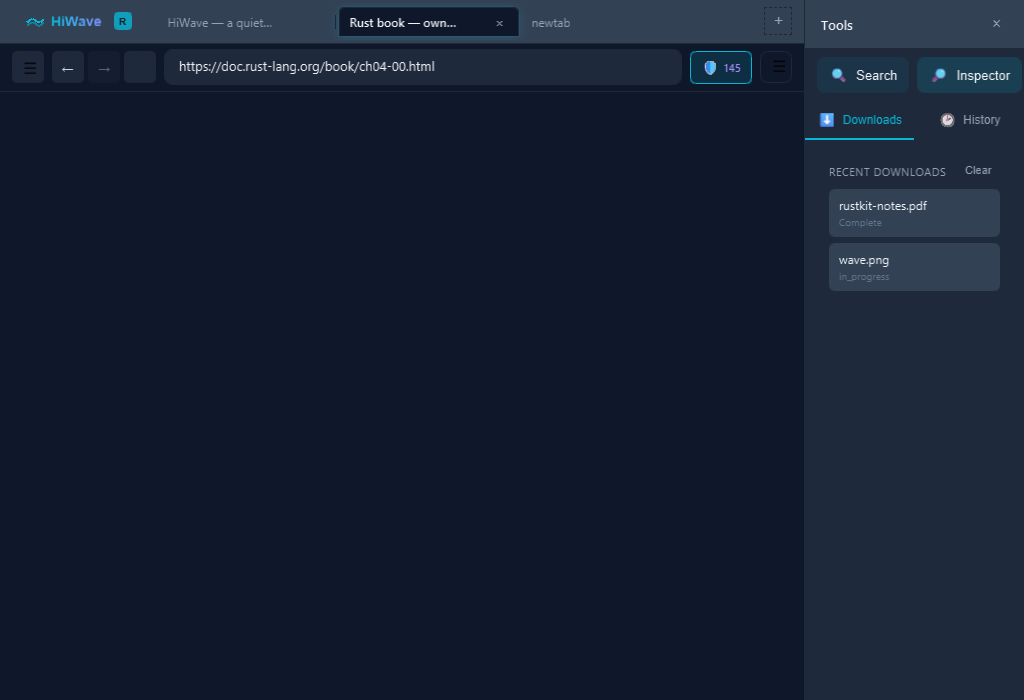 HiWave R
HiWave — a quiet...
Rust book — own... ×
newtab
+
Tools ×
☰ ← →
https://doc.rust-lang.org/book/ch04-00.html
145
☰
Search
Inspector
Downloads
History
RECENT DOWNLOADS Clear
rustkit-notes.pdf
Complete
wave.png
in_progress